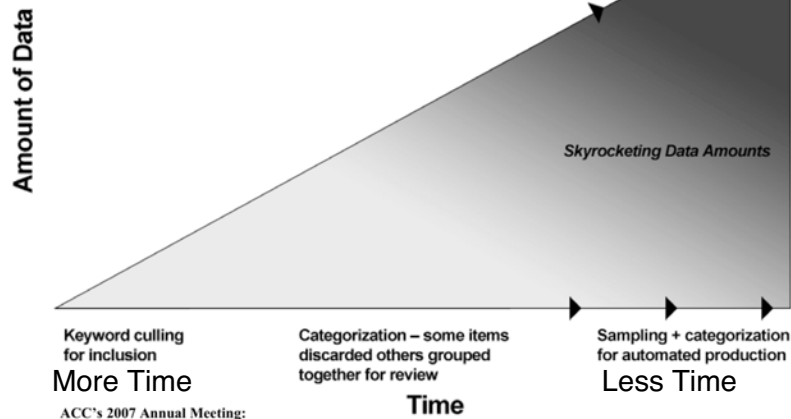 Amount of Data
Skyrocketing Data Amounts
Keyword culling
for inclusion
Categorization – some items
discarded others grouped
together for review
Sampling + categorization
for automated production
More Time
Less Time
Time
ACC's 2007 Annual Meeting: